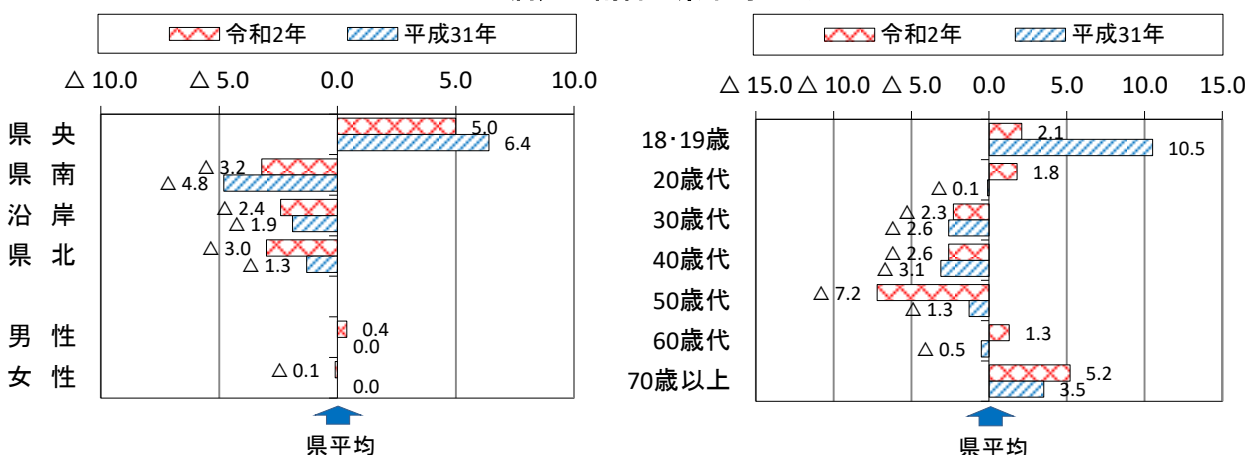 令和2年 平成31年
△ 10.0 △ 5.0 0.0 5.0 10.0
県 央 5.0
6.4
県 南 △ 3.2
△ 4.8
沿 岸 △ 2.4
△ 1.9
県 北 △ 3.0
△ 1.3
男 性 0.4
0.0
女 性 △ 0.1
0.0
県平均
令和2年 平成31年
△ 15.0 △ 10.0 △ 5.0 0.0 5.0 10.0 15.0
18･19歳 2.1
10.5
20歳代 1.8
△ 0.1
30歳代 △ 2.3
△ 2.6
40歳代 △ 2.6
△ 3.1
50歳代 △ 7.2
△ 1.3
60歳代 1.3
△ 0.5
70歳以上 5.2
3.5
県平均